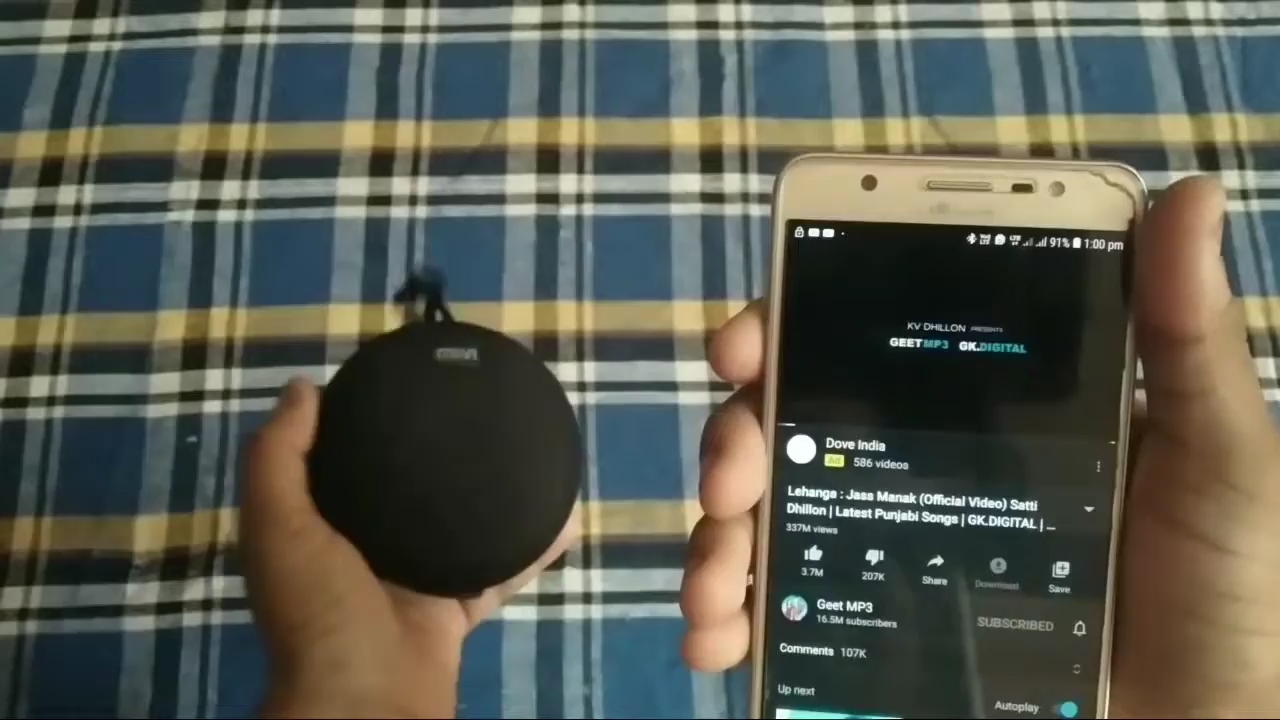 91% 1:00 pm
KV DHILLON PRESENTS
GEETMP3 GK.DIGITAL
Dove India
Ad 586 videos
Lehanga : Jass Manak (Official Video) Satti
Dhillon | Latest Punjabi Songs | GK.DIGITAL | ...
337M views
3.7M 207K Share Download Save
Geet MP3
16.5M subscribers
SUBSCRIBED
Comments 107K
Up next
Autoplay